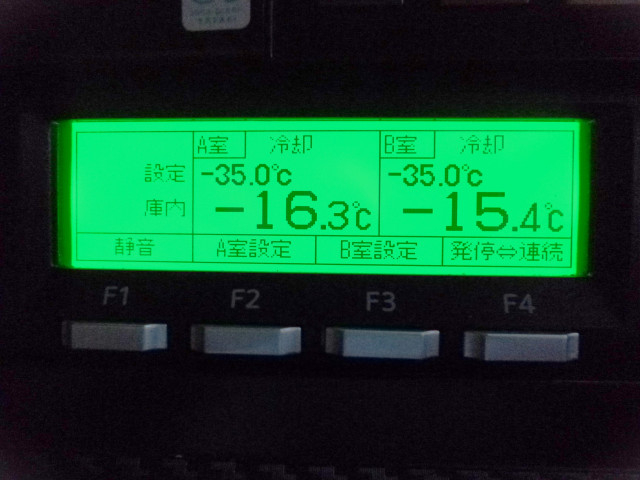 A室 冷却 B室 冷却
設定 -35.0℃ -35.0℃
庫内 -16.3℃ -15.4℃
静音 A室設定 B室設定 発停⇔連続
F1 F2 F3 F4